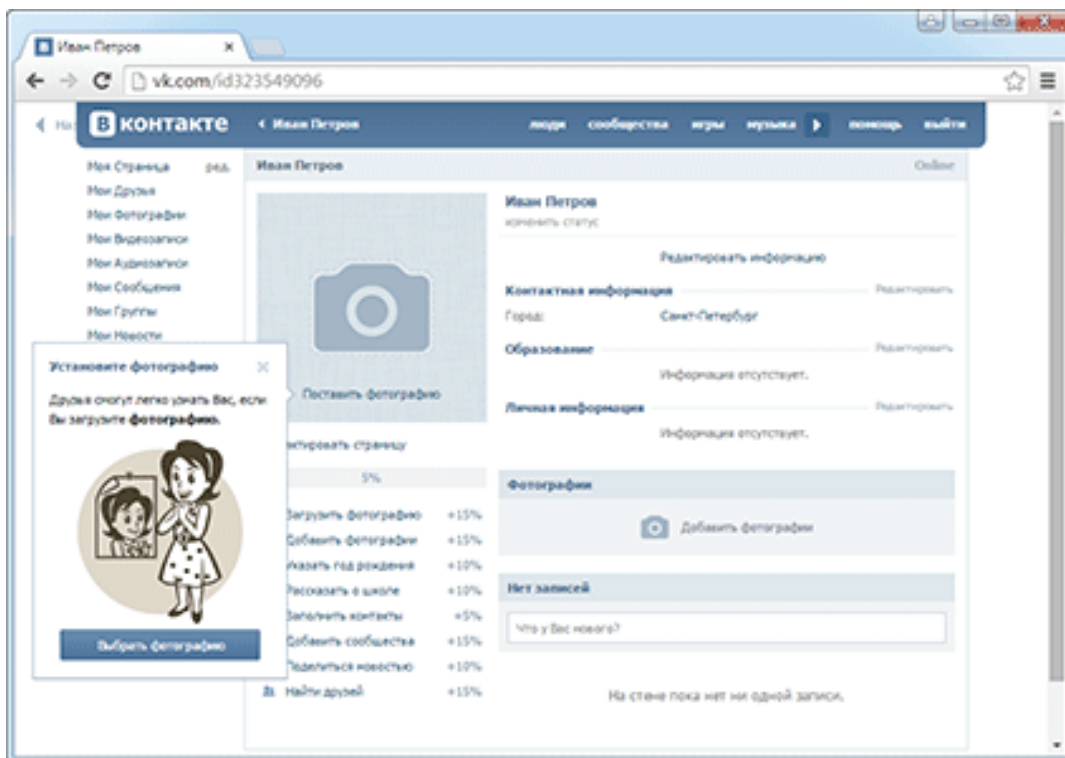 Иван Петров
vk.com/id323549096
На
В контакте
Иван Петров
люди сообщества игры музыка помощь выйти
Моя Страница ред.
Мои Друзья
Мои Фотографии
Мои Видеозаписи
Мои Аудиозаписи
Мои Сообщения
Мои Группы
Мои Новости
Установите фотографию
Друзья смогут легко узнать Вас, если
Вы загрузите фотографию.
Выбрать фотографию
Иван Петров Online
Поставить фотографию
актировать страницу
5%
Загрузить фотографию +15%
Добавить фотографии +15%
Указать год рождения +10%
Рассказать о школе +10%
Заполнить контакты +5%
Добавить сообщества +15%
Поделиться новостью +10%
Найти друзей +15%
Иван Петров
изменить статус
Редактировать информацию
Контактная информация Редактировать
Город: Санкт-Петербург
Образование Редактировать
Информация отсутствует.
Личная информация Редактировать
Информация отсутствует.
Фотографии
Добавить фотографии
Нет записей
Что у Вас нового?
На стене пока нет ни одной записи.